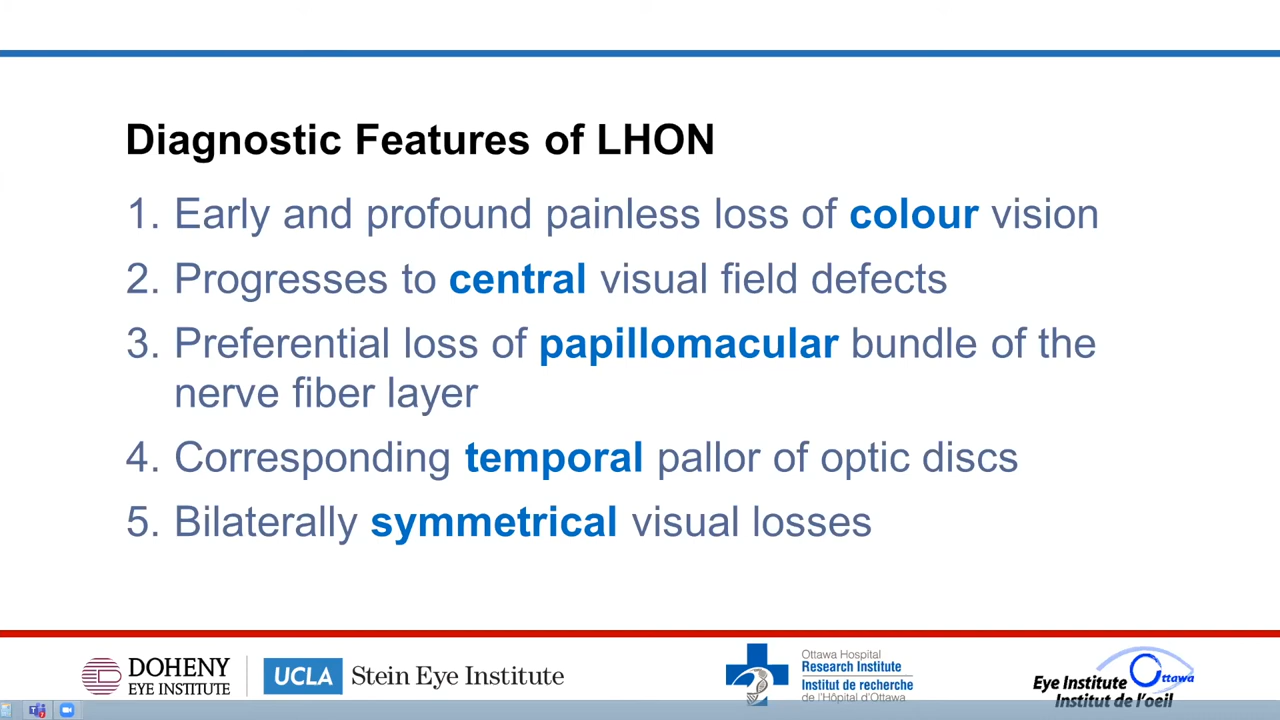 Diagnostic Features of LHON
1. Early and profound painless loss of colour vision
2. Progresses to central visual field defects
3. Preferential loss of papillomacular bundle of the
nerve fiber layer
4. Corresponding temporal pallor of optic discs
5. Bilaterally symmetrical visual losses
DOHENY
EYE INSTITUTE
UCLA Stein Eye Institute
Ottawa Hospital
Research Institute
Institut de recherche
de l'Hôpital d'Ottawa
Eye Institute Ottawa
Institut de l'oeil